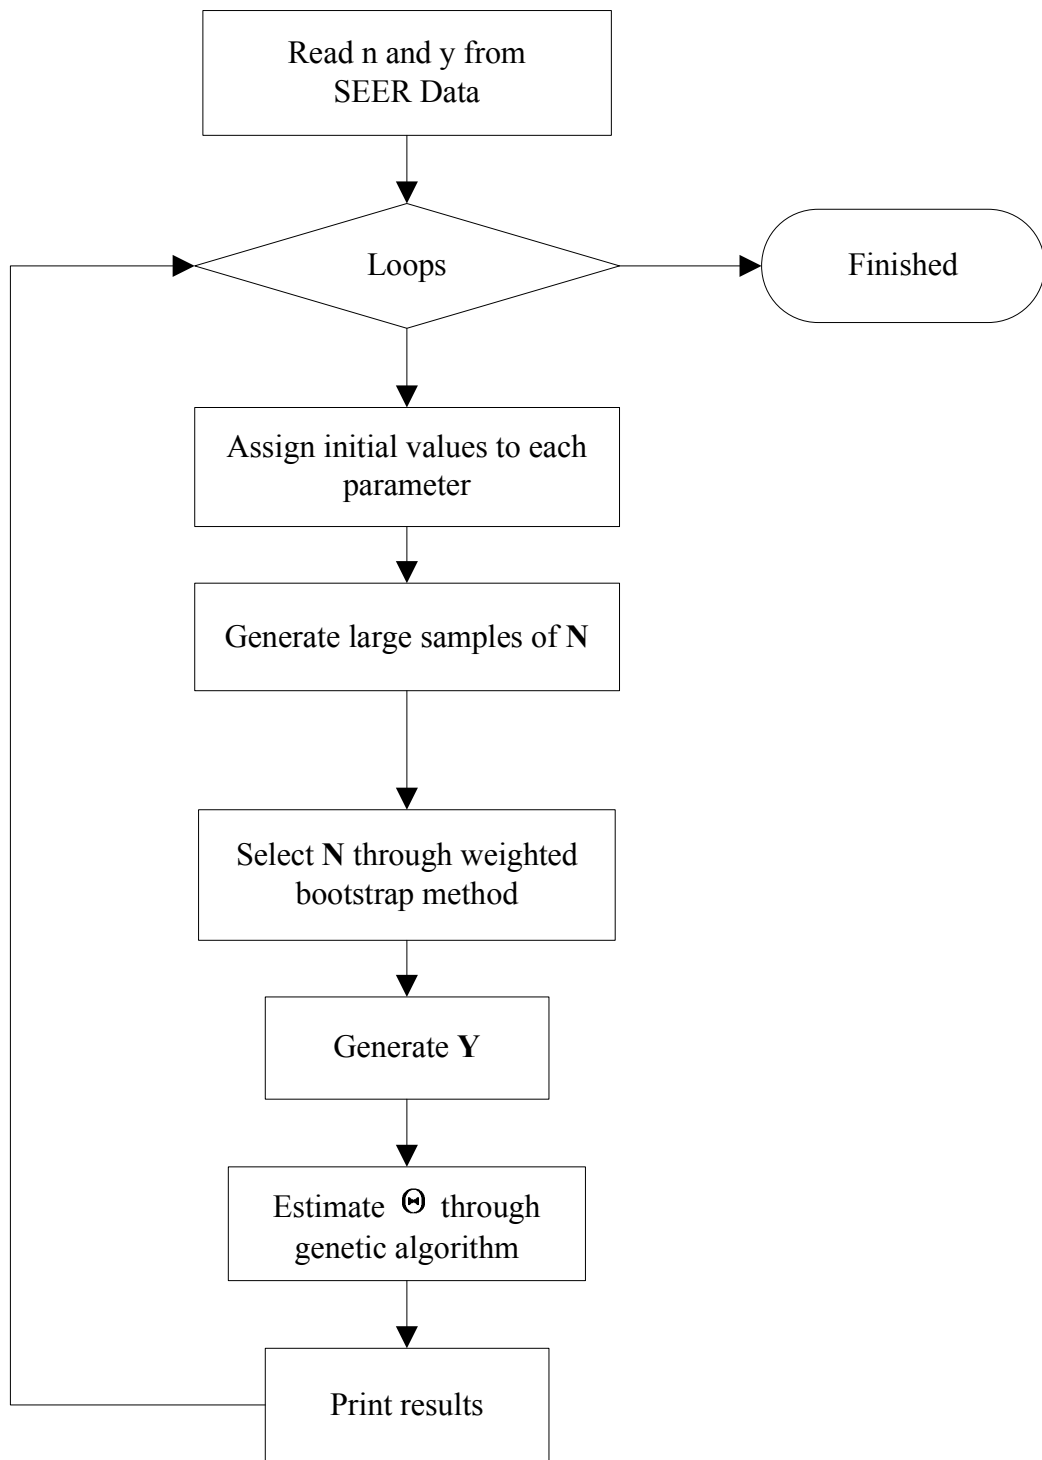 Read n and y from
SEER Data
Loops
Finished
Assign initial values to each
parameter
Generate large samples of N
Select N through weighted
bootstrap method
Generate Y
Estimate Θ through
genetic algorithm
Print results